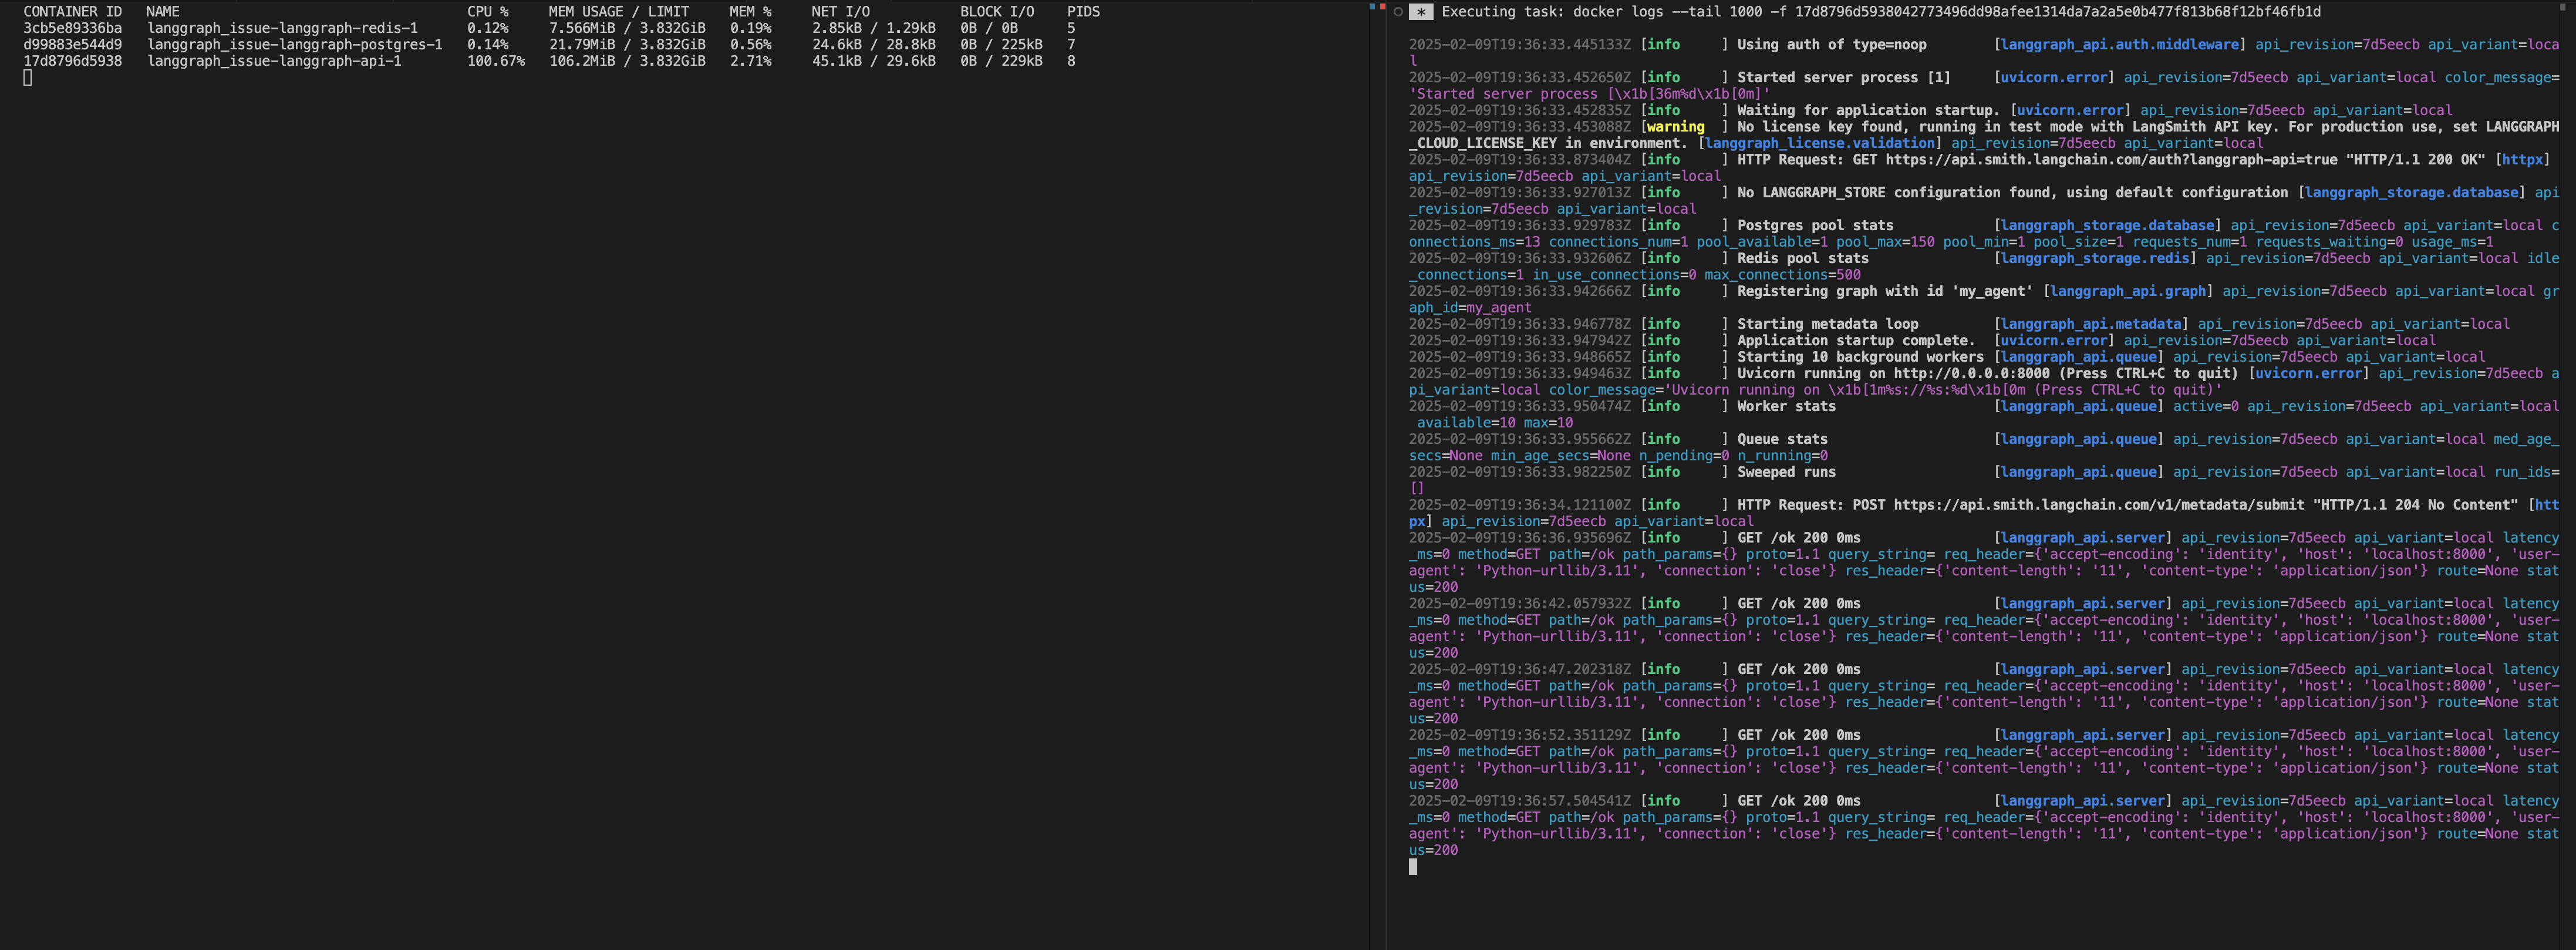 CONTAINER ID   NAME                              CPU %     MEM USAGE / LIMIT     MEM %     NET I/O           BLOCK I/O    PIDS
3cb5e89336ba   langgraph_issue-langgraph-redis-1      0.12%     7.566MiB / 3.832GiB   0.19%     2.85kB / 1.29kB   0B / 0B      5
d99883e544d9   langgraph_issue-langgraph-postgres-1   0.14%     21.79MiB / 3.832GiB   0.56%     24.6kB / 28.8kB   0B / 225kB   7
17d8796d5938   langgraph_issue-langgraph-api-1        100.67%   106.2MiB / 3.832GiB   2.71%     45.1kB / 29.6kB   0B / 229kB   8
* Executing task: docker logs --tail 1000 -f 17d8796d5938042773496dd98afee1314da7a2a5e0b477f813b68f12bf46fb1d
2025-02-09T19:36:33.445133Z [info     ] Using auth of type=noop        [langgraph_api.auth.middleware] api_revision=7d5eecb api_variant=loca
l
2025-02-09T19:36:33.452650Z [info     ] Started server process [1]     [uvicorn.error] api_revision=7d5eecb api_variant=local color_message=
'Started server process [\x1b[36m%d\x1b[0m]'
2025-02-09T19:36:33.452835Z [info     ] Waiting for application startup. [uvicorn.error] api_revision=7d5eecb api_variant=local
2025-02-09T19:36:33.453088Z [warning  ] No license key found, running in test mode with LangSmith API key. For production use, set LANGGRAPH
_CLOUD_LICENSE_KEY in environment. [langgraph_license.validation] api_revision=7d5eecb api_variant=local
2025-02-09T19:36:33.873404Z [info     ] HTTP Request: GET https://api.smith.langchain.com/auth?langgraph-api=true "HTTP/1.1 200 OK" [httpx]
api_revision=7d5eecb api_variant=local
2025-02-09T19:36:33.927013Z [info     ] No LANGGRAPH_STORE configuration found, using default configuration [langgraph_storage.database] api
_revision=7d5eecb api_variant=local
2025-02-09T19:36:33.929783Z [info     ] Postgres pool stats            [langgraph_storage.database] api_revision=7d5eecb api_variant=local c
onnections_ms=13 connections_num=1 pool_available=1 pool_max=150 pool_min=1 pool_size=1 requests_num=1 requests_waiting=0 usage_ms=1
2025-02-09T19:36:33.932606Z [info     ] Redis pool stats               [langgraph_storage.redis] api_revision=7d5eecb api_variant=local idle
_connections=1 in_use_connections=0 max_connections=500
2025-02-09T19:36:33.942666Z [info     ] Registering graph with id 'my_agent' [langgraph_api.graph] api_revision=7d5eecb api_variant=local gr
aph_id=my_agent
2025-02-09T19:36:33.946778Z [info     ] Starting metadata loop         [langgraph_api.metadata] api_revision=7d5eecb api_variant=local
2025-02-09T19:36:33.947942Z [info     ] Application startup complete.  [uvicorn.error] api_revision=7d5eecb api_variant=local
2025-02-09T19:36:33.948665Z [info     ] Starting 10 background workers [langgraph_api.queue] api_revision=7d5eecb api_variant=local
2025-02-09T19:36:33.949463Z [info     ] Uvicorn running on http://0.0.0.0:8000 (Press CTRL+C to quit) [uvicorn.error] api_revision=7d5eecb a
pi_variant=local color_message='Uvicorn running on \x1b[1m%s://%s:%d\x1b[0m (Press CTRL+C to quit)'
2025-02-09T19:36:33.950474Z [info     ] Worker stats                   [langgraph_api.queue] active=0 api_revision=7d5eecb api_variant=local
 available=10 max=10
2025-02-09T19:36:33.955662Z [info     ] Queue stats                    [langgraph_api.queue] api_revision=7d5eecb api_variant=local med_age_
secs=None min_age_secs=None n_pending=0 n_running=0
2025-02-09T19:36:33.982250Z [info     ] Sweeped runs                   [langgraph_api.queue] api_revision=7d5eecb api_variant=local run_ids=
[]
2025-02-09T19:36:34.121100Z [info     ] HTTP Request: POST https://api.smith.langchain.com/v1/metadata/submit "HTTP/1.1 204 No Content" [htt
px] api_revision=7d5eecb api_variant=local
2025-02-09T19:36:36.935696Z [info     ] GET /ok 200 0ms                [langgraph_api.server] api_revision=7d5eecb api_variant=local latency
_ms=0 method=GET path=/ok path_params={} proto=1.1 query_string= req_header={'accept-encoding': 'identity', 'host': 'localhost:8000', 'user-
agent': 'Python-urllib/3.11', 'connection': 'close'} res_header={'content-length': '11', 'content-type': 'application/json'} route=None stat
us=200
2025-02-09T19:36:42.057932Z [info     ] GET /ok 200 0ms                [langgraph_api.server] api_revision=7d5eecb api_variant=local latency
_ms=0 method=GET path=/ok path_params={} proto=1.1 query_string= req_header={'accept-encoding': 'identity', 'host': 'localhost:8000', 'user-
agent': 'Python-urllib/3.11', 'connection': 'close'} res_header={'content-length': '11', 'content-type': 'application/json'} route=None stat
us=200
2025-02-09T19:36:47.202318Z [info     ] GET /ok 200 0ms                [langgraph_api.server] api_revision=7d5eecb api_variant=local latency
_ms=0 method=GET path=/ok path_params={} proto=1.1 query_string= req_header={'accept-encoding': 'identity', 'host': 'localhost:8000', 'user-
agent': 'Python-urllib/3.11', 'connection': 'close'} res_header={'content-length': '11', 'content-type': 'application/json'} route=None stat
us=200
2025-02-09T19:36:52.351129Z [info     ] GET /ok 200 0ms                [langgraph_api.server] api_revision=7d5eecb api_variant=local latency
_ms=0 method=GET path=/ok path_params={} proto=1.1 query_string= req_header={'accept-encoding': 'identity', 'host': 'localhost:8000', 'user-
agent': 'Python-urllib/3.11', 'connection': 'close'} res_header={'content-length': '11', 'content-type': 'application/json'} route=None stat
us=200
2025-02-09T19:36:57.504541Z [info     ] GET /ok 200 0ms                [langgraph_api.server] api_revision=7d5eecb api_variant=local latency
_ms=0 method=GET path=/ok path_params={} proto=1.1 query_string= req_header={'accept-encoding': 'identity', 'host': 'localhost:8000', 'user-
agent': 'Python-urllib/3.11', 'connection': 'close'} res_header={'content-length': '11', 'content-type': 'application/json'} route=None stat
us=200